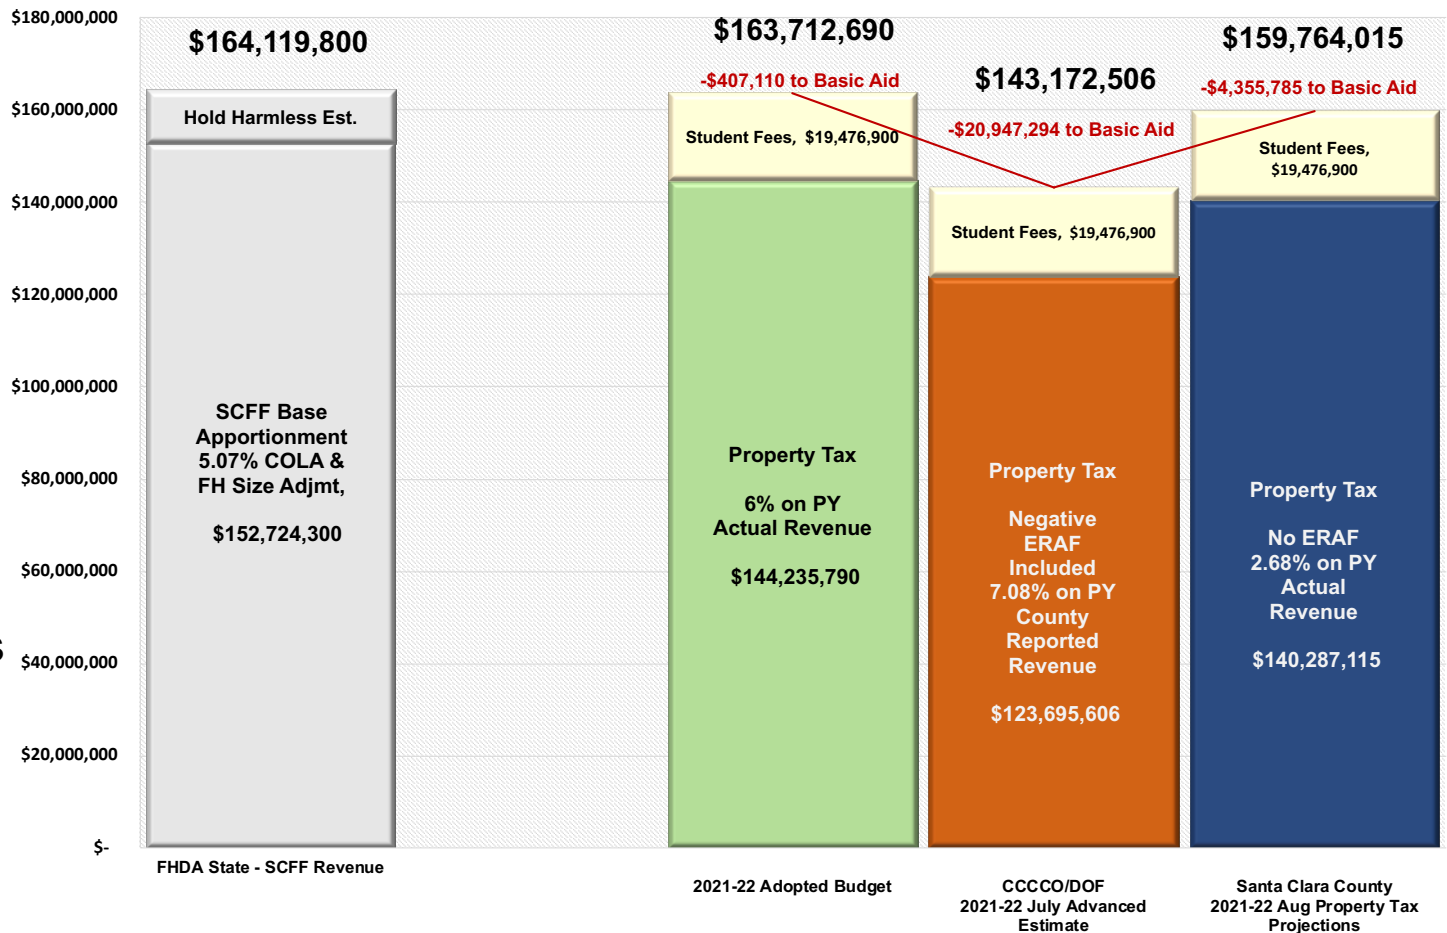 $180,000,000
$160,000,000
$140,000,000
$120,000,000
$100,000,000
$80,000,000
$60,000,000
$40,000,000
$20,000,000
$-
s
$164,119,800
Hold Harmless Est.
SCFF Base
Apportionment
5.07% COLA &
FH Size Adjmt,
$152,724,300
FHDA State - SCFF Revenue
$163,712,690
-$407,110 to Basic Aid
Student Fees, $19,476,900
Property Tax
6% on PY
Actual Revenue
$144,235,790
2021-22 Adopted Budget
$143,172,506
-$20,947,294 to Basic Aid
Student Fees, $19,476,900
Property Tax
Negative
ERAF
Included
7.08% on PY
County
Reported
Revenue
$123,695,606
CCCCO/DOF
2021-22 July Advanced
Estimate
$159,764,015
-$4,355,785 to Basic Aid
Student Fees,
$19,476,900
Property Tax
No ERAF
2.68% on PY
Actual
Revenue
$140,287,115
Santa Clara County
2021-22 Aug Property Tax
Projections